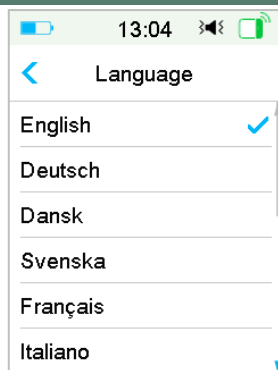 13:04
Language
English
Deutsch
Dansk
Svenska
Français
Italiano